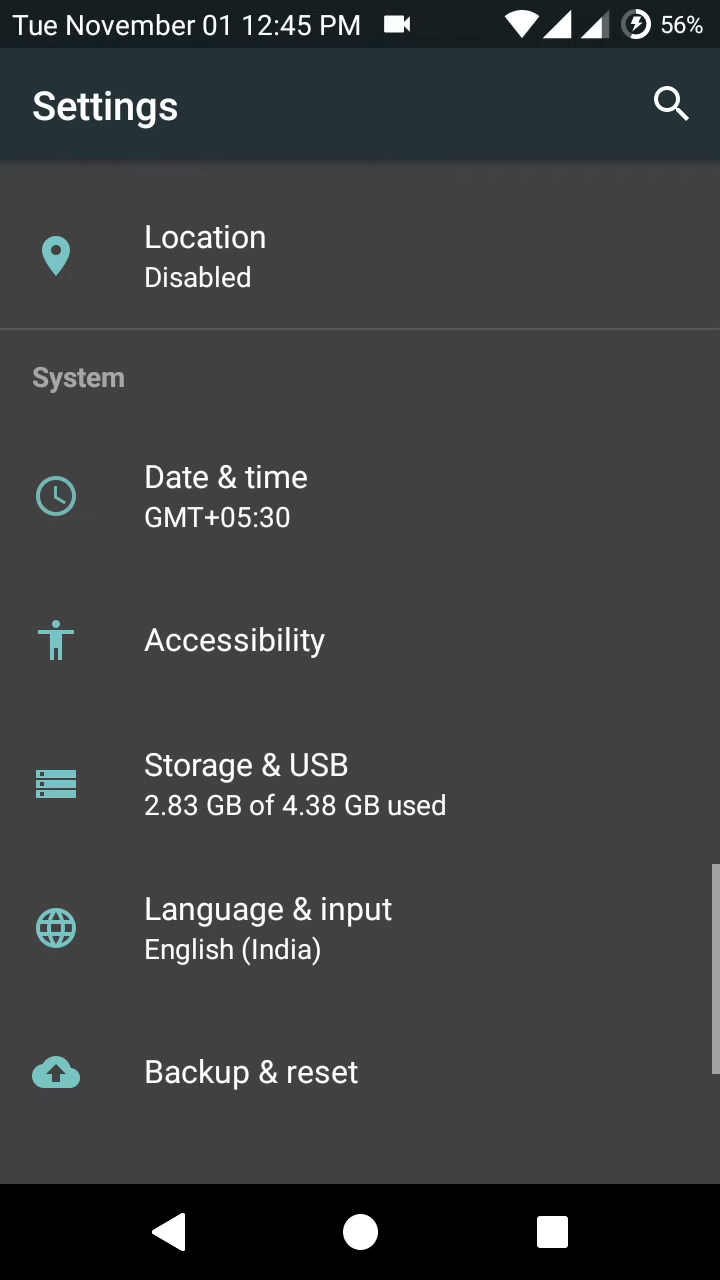 Tue November 01 12:45 PM 56%
Settings
Location
Disabled
System
Date & time
GMT+05:30
Accessibility
Storage & USB
2.83 GB of 4.38 GB used
Language & input
English (India)
Backup & reset